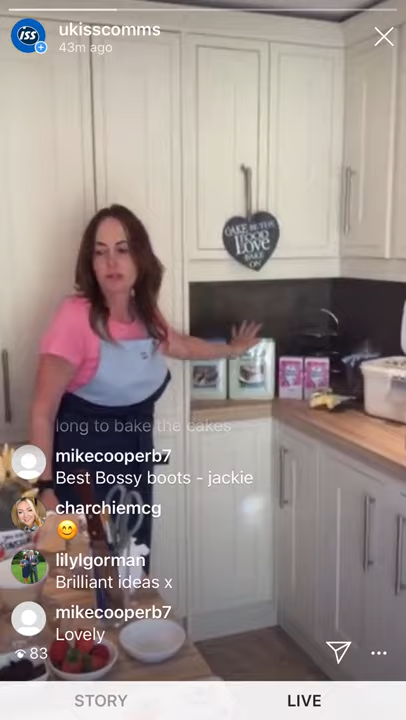 ISS
ukisscomms
43m ago
CAKE IS THE
FOOD
Love
BAKE
ON
long to bake the cakes
mikecooperb7
Best Bossy boots - jackie
charchiemcg
😊
lilylgorman
Brilliant ideas x
mikecooperb7
Lovely
83
STORY
LIVE